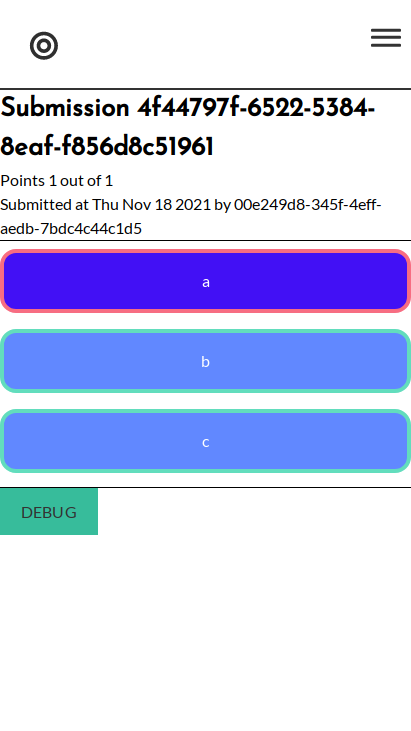 Submission 4f44797f-6522-5384-
8eaf-f856d8c51961
Points 1 out of 1
Submitted at Thu Nov 18 2021 by 00e249d8-345f-4eff-
aedb-7bdc4c44c1d5
a
b
c
DEBUG